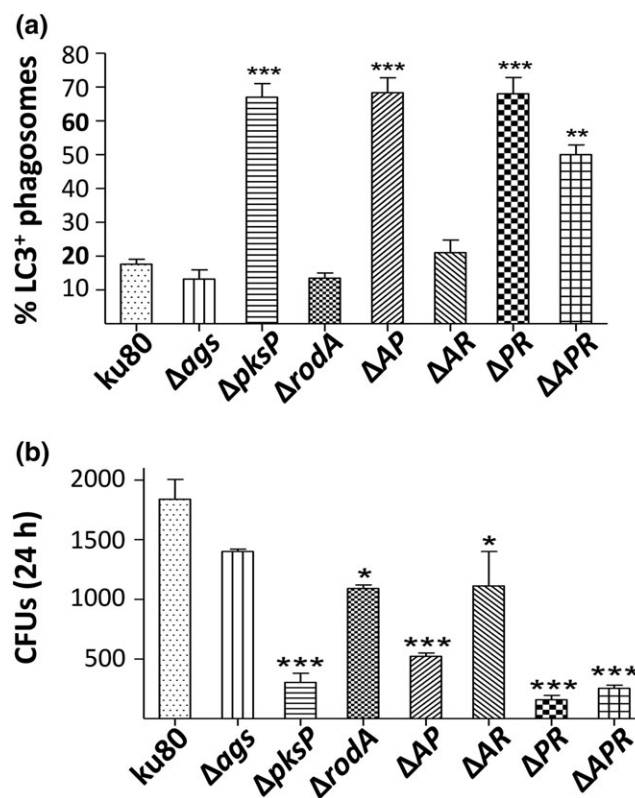 (a)
% LC3⁺ phagosomes
80
70
60
50
40
30
20
10
***
***
***
**
ku80
Δags
ΔpksP
ΔrodA
ΔAP
ΔAR
ΔPR
ΔAPR
(b)
CFUs (24 h)
2000
1500
1000
500
***
*
***
*
***
***
ku80
Δags
ΔpksP
ΔrodA
ΔAP
ΔAR
ΔPR
ΔAPR